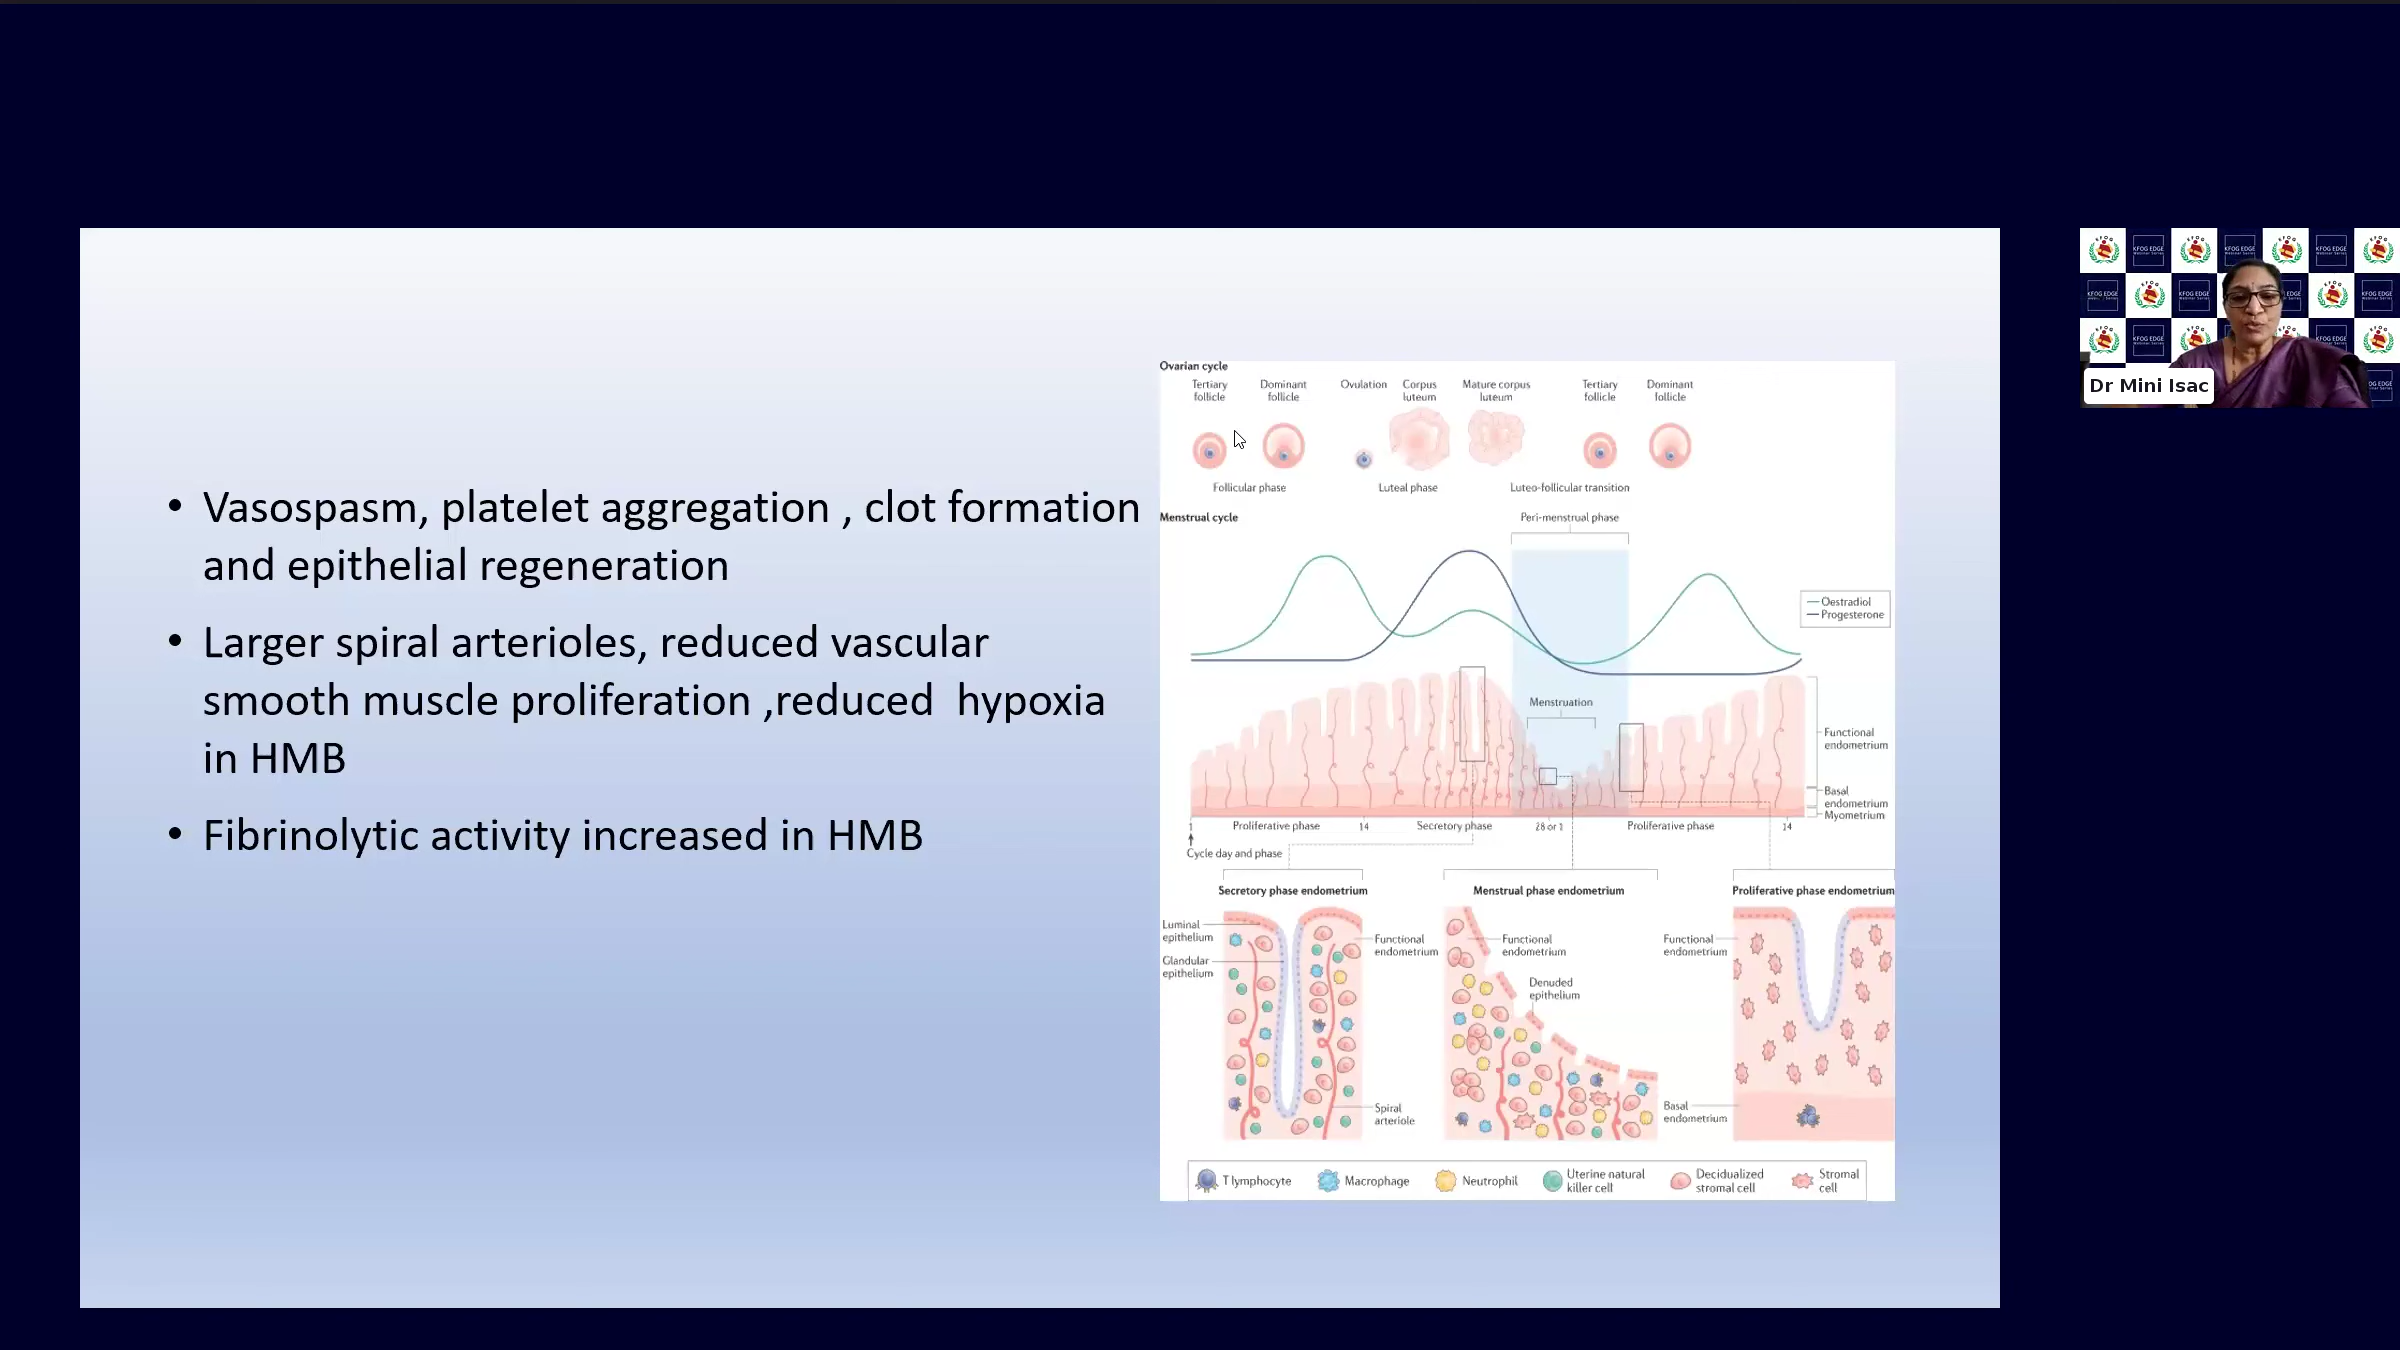 • Vasospasm, platelet aggregation , clot formation
and epithelial regeneration
• Larger spiral arterioles, reduced vascular
smooth muscle proliferation ,reduced  hypoxia
in HMB
• Fibrinolytic activity increased in HMB
Ovarian cycle
Tertiary
follicle
Dominant
follicle
Ovulation
Corpus
luteum
Mature corpus
luteum
Tertiary
follicle
Dominant
follicle
Follicular phase
Luteal phase
Luteo-follicular transition
Menstrual cycle
Peri-menstrual phase
Oestradiol
Progesterone
Menstruation
Functional
endometrium
Basal
endometrium
Myometrium
1
Proliferative phase
14
Secretory phase
28 or 1
Proliferative phase
14
Cycle day and phase
Secretory phase endometrium
Menstrual phase endometrium
Proliferative phase endometrium
Luminal
epithelium
Glandular
epithelium
Functional
endometrium
Spiral
arteriole
Functional
endometrium
Denuded
epithelium
Functional
endometrium
Basal
endometrium
T lymphocyte
Macrophage
Neutrophil
Uterine natural
killer cell
Decidualized
stromal cell
Stromal
cell
KFOG EDGE
Webinar Series
Dr Mini Isac